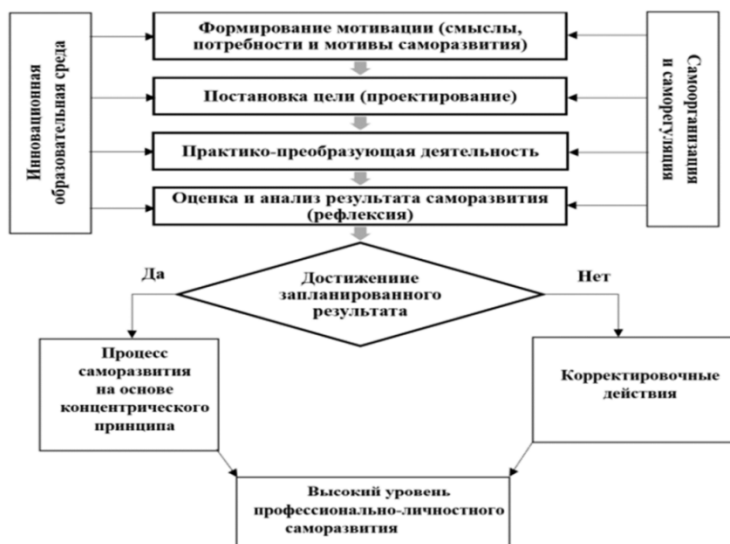 Формирование мотивации (смыслы,
потребности и мотивы саморазвития)
Инновационная
образовательная среда
Самоорганизация
и саморегуляция
Постановка цели (проектирование)
Практико-преобразующая деятельность
Оценка и анализ результата саморазвития
(рефлексия)
Да
Достижениие
запланированного
результата
Нет
Процесс
саморазвития
на основе
концентрического
принципа
Корректировочные
действия
Высокий уровень
профессионально-личностного
саморазвития